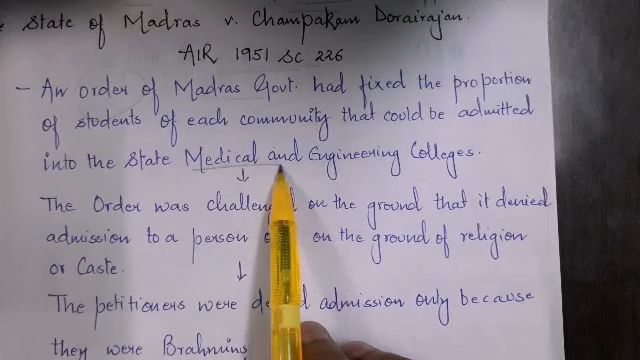 State of Madras v. Champakam Dorairajan.
AIR 1951 SC 226
- An order of Madras Govt. had fixed the proportion
of students of each community that could be admitted
into the State Medical and Engineering Colleges.
↓
The Order was on the ground that it denied
admission to a person on the ground of religion
or Caste.
↓
The petitioners were admission only because
they were Brahmins